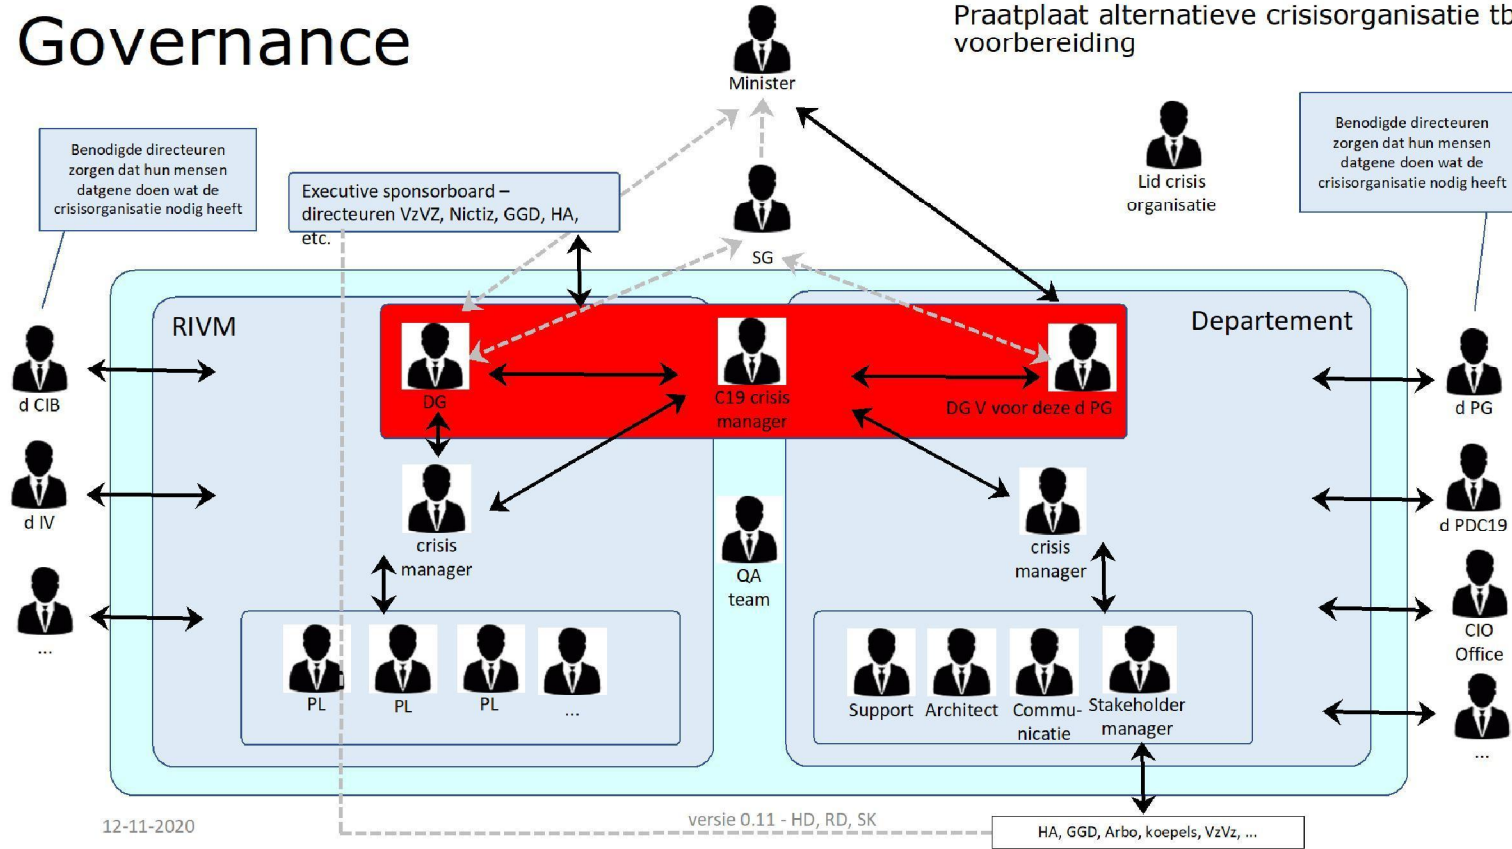 Governance
Praatplaat alternatieve crisisorganisatie tb
voorbereiding
Minister
Benodigde directeuren
zorgen dat hun mensen
datgene doen wat de
crisisorganisatie nodig heeft
Executive sponsorboard –
directeuren VzVZ, Nictiz, GGD, HA,
etc.
SG
Lid crisis
organisatie
Benodigde directeuren
zorgen dat hun mensen
datgene doen wat de
crisisorganisatie nodig heeft
RIVM
Departement
DG
C19 crisis
manager
DG V voor deze d PG
d CIB
d IV
...
d PG
d PDC19
CIO
Office
...
crisis
manager
QA
team
crisis
manager
PL
PL
PL
...
Support
Architect
Commu-
nicatie
Stakeholder
manager
12-11-2020
versie 0.11 - HD, RD, SK
HA, GGD, Arbo, koepels, VzVz, ...